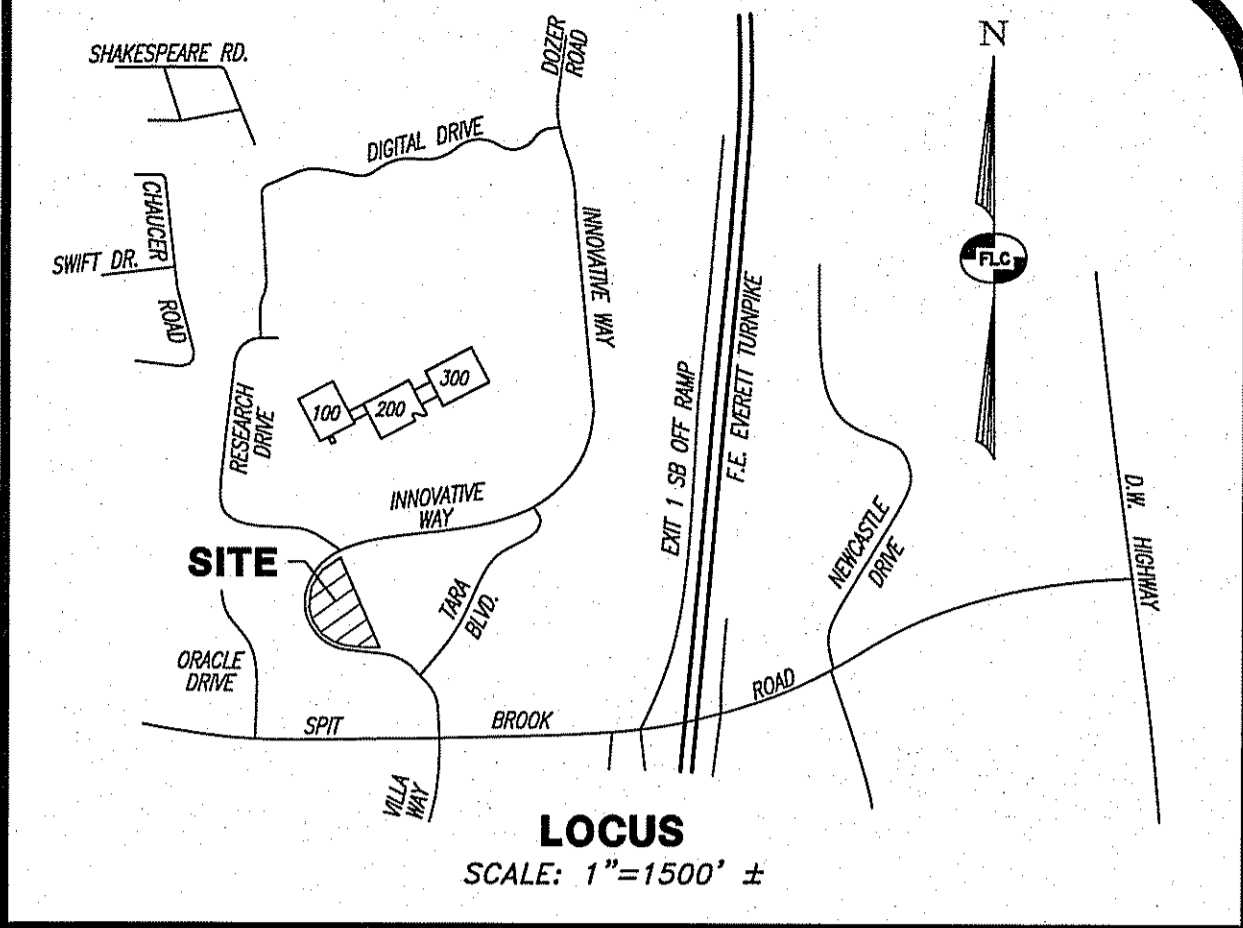 SHAKESPEARE RD.
DOZER
ROAD
N
DIGITAL DRIVE
CHAUCER
ROAD
SWIFT DR.
INNOVATIVE WAY
FLC
F.E. EVERETT TURNPIKE
EXIT 1 SB OFF RAMP
100
200
300
RESEARCH
DRIVE
INNOVATIVE
WAY
D.W. HIGHWAY
NEWCASTLE
DRIVE
SITE
TARA
BLVD.
ORACLE
DRIVE
SPIT BROOK ROAD
VILLA
WAY
LOCUS
SCALE: 1"=1500' ±